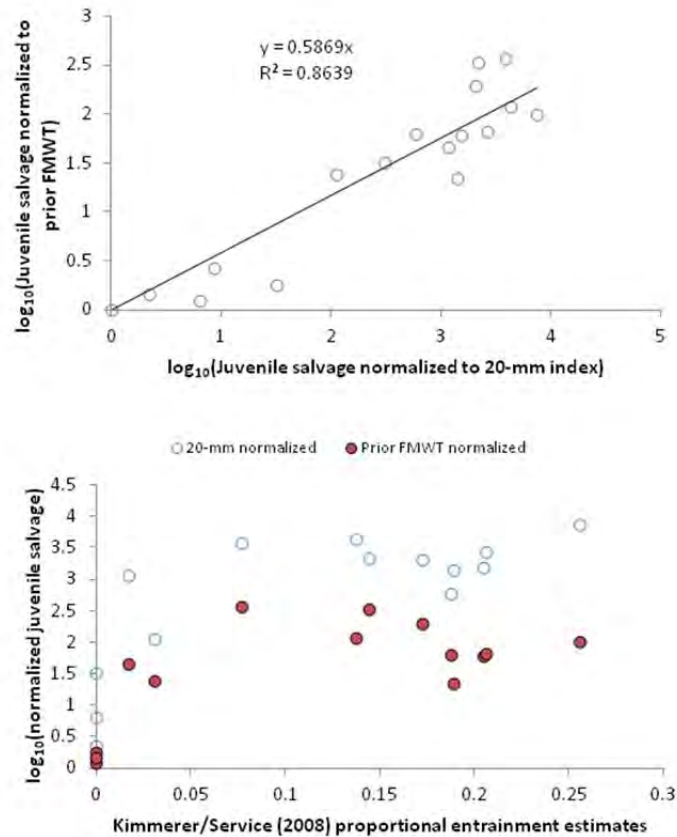 log10(Juvenile salvage normalized to
prior FMWT)
3
2.5
2
1.5
1
0.5
0
y = 0.5869x
R² = 0.8639
0 1 2 3 4 5
log10(Juvenile salvage normalized to 20-mm index)
20-mm normalized Prior FMWT normalized
log10(normalized juvenile salvage)
4.5
4
3.5
3
2.5
2
1.5
1
0.5
0
0 0.05 0.1 0.15 0.2 0.25 0.3
Kimmerer/Service (2008) proportional entrainment estimates